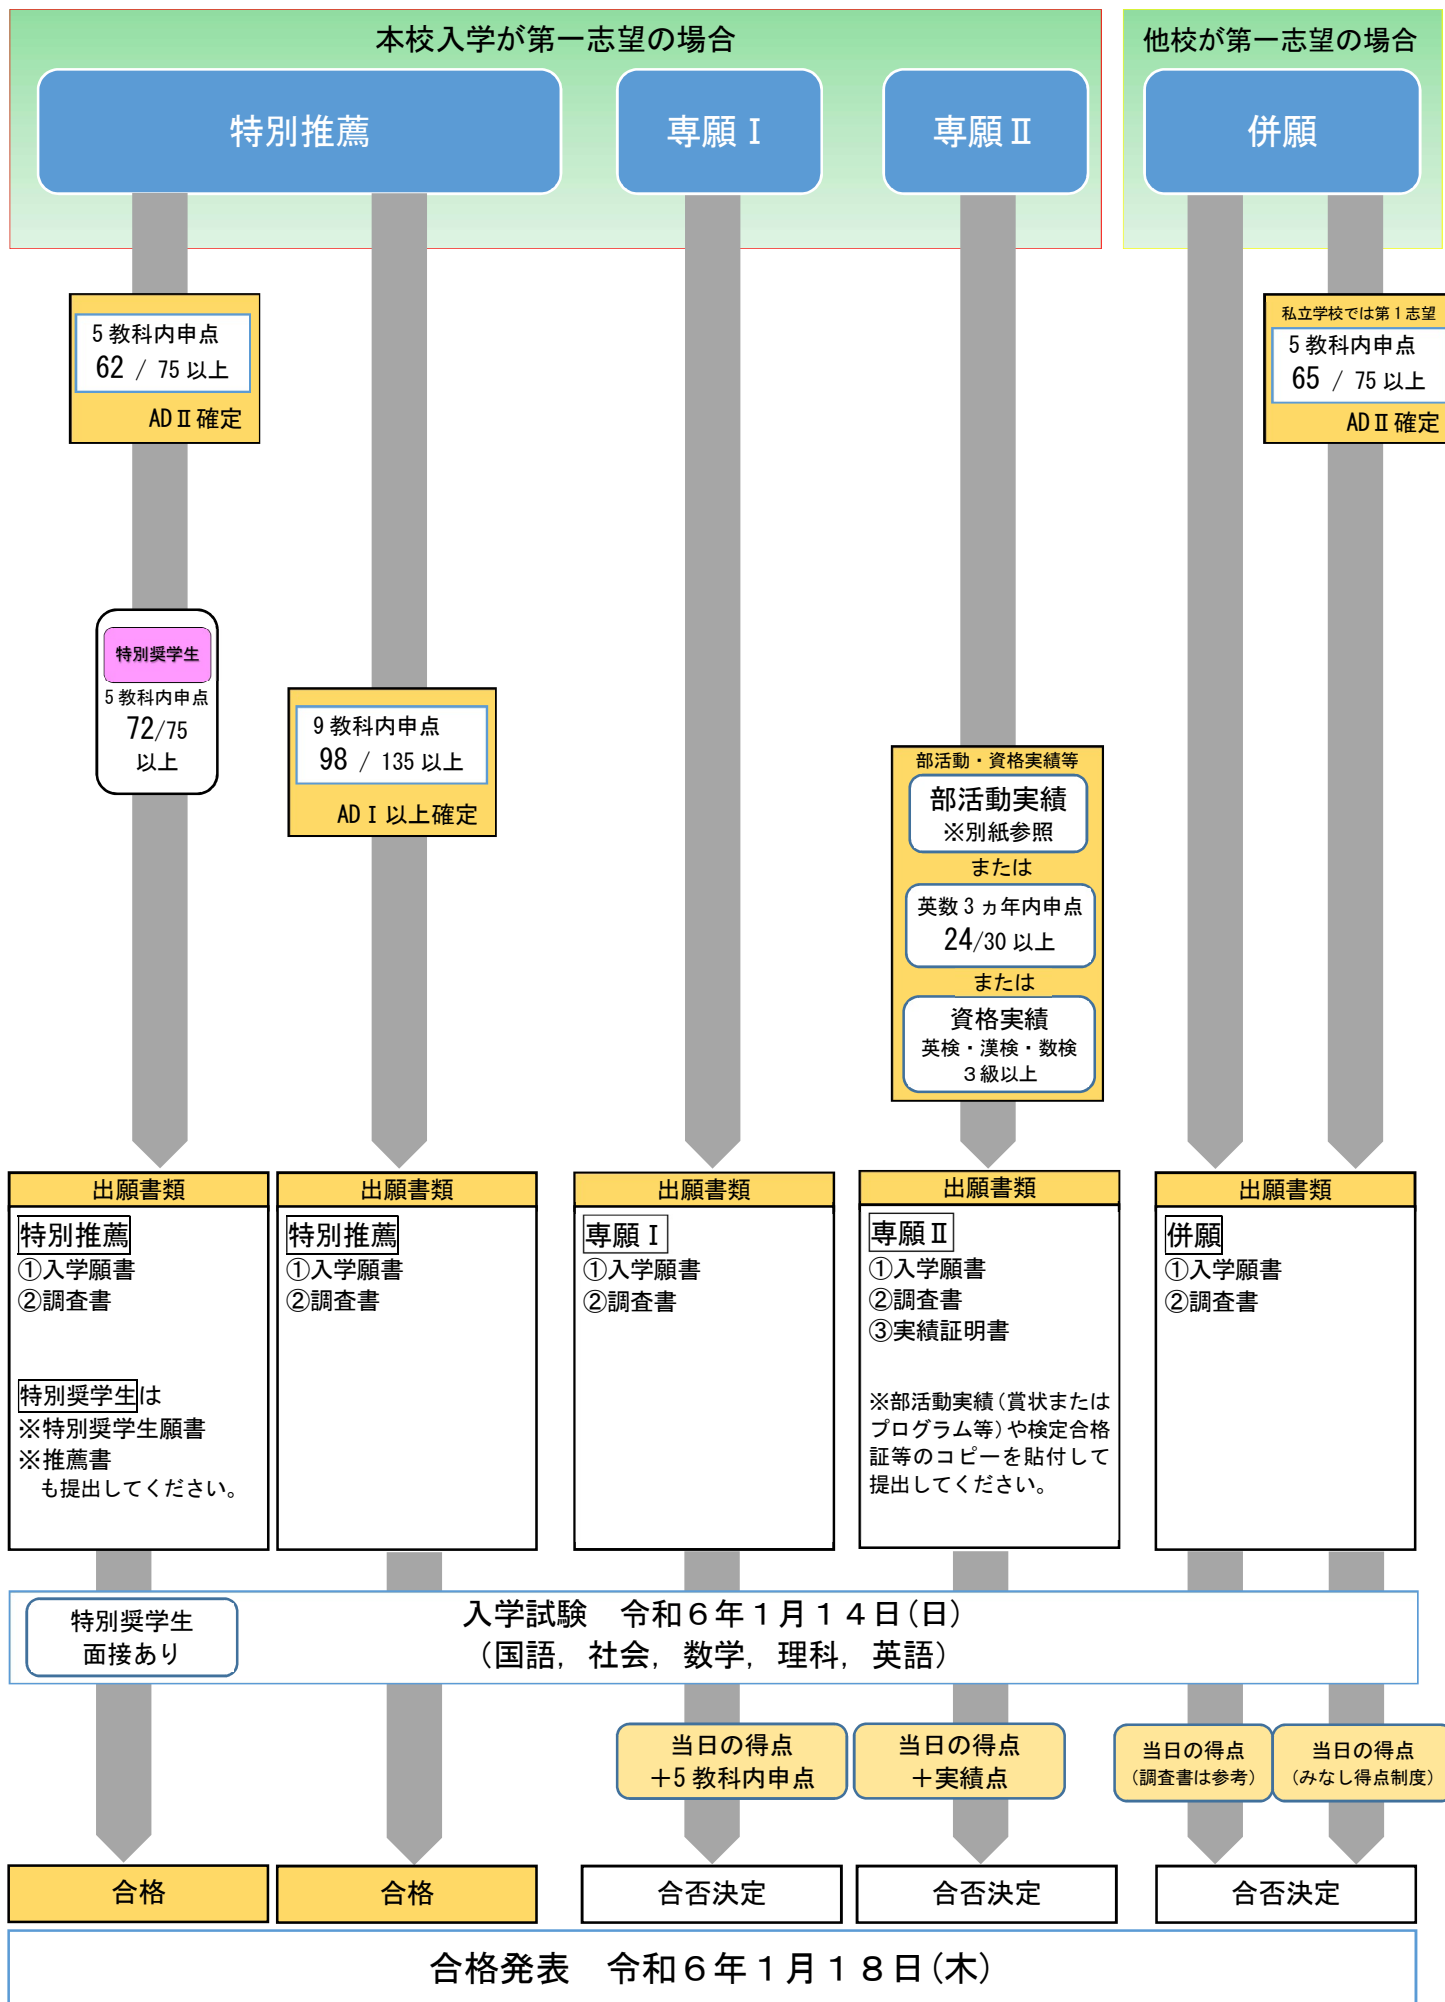 本校入学が第一志望の場合
他校が第一志望の場合
特別推薦
専願Ⅰ
専願Ⅱ
併願
5教科内申点
62 / 75以上
ADⅡ確定
私立学校では第1志望
5教科内申点
65 / 75以上
ADⅡ確定
特別奨学生
5教科内申点
72/75
以上
9教科内申点
98 / 135以上
ADⅠ以上確定
部活動・資格実績等
部活動実績
※別紙参照
または
英数3ヵ年内申点
24/30以上
または
資格実績
英検・漢検・数検
3級以上
出願書類
特別推薦
①入学願書
②調査書
特別奨学生は
※特別奨学生願書
※推薦書
も提出してください。
出願書類
特別推薦
①入学願書
②調査書
出願書類
専願Ⅰ
①入学願書
②調査書
出願書類
専願Ⅱ
①入学願書
②調査書
③実績証明書
※部活動実績(賞状または
プログラム等)や検定合格
証等のコピーを貼付して
提出してください。
出願書類
併願
①入学願書
②調査書
特別奨学生
面接あり
入学試験　令和6年1月14日(日)
(国語, 社会, 数学, 理科, 英語)
当日の得点
+5教科内申点
当日の得点
+実績点
当日の得点
(調査書は参考)
当日の得点
(みなし得点制度)
合格
合格
合否決定
合否決定
合否決定
合格発表　令和6年1月18日(木)